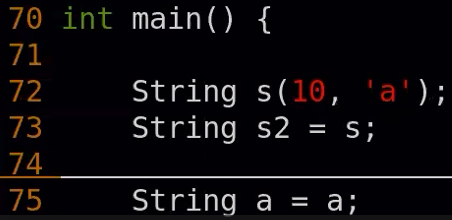 70 int main() {
71
72     String s(10, 'a');
73     String s2 = s;
74
75     String a = a;